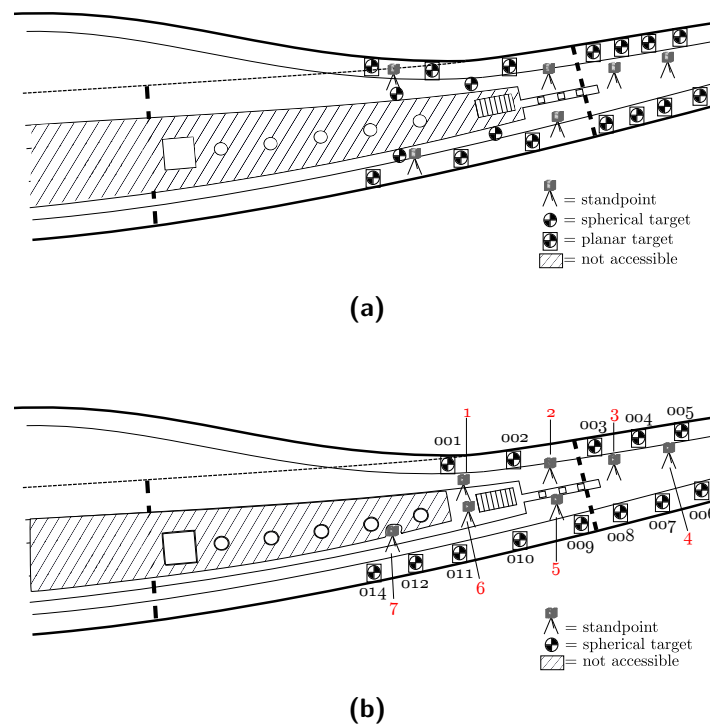 = standpoint
= spherical target
= planar target
= not accessible
(a)
1 2 3
001 002 003 004 005
014 012 011 010 009 008 007 006
7 6 5 4
= standpoint
= spherical target
= not accessible
(b)